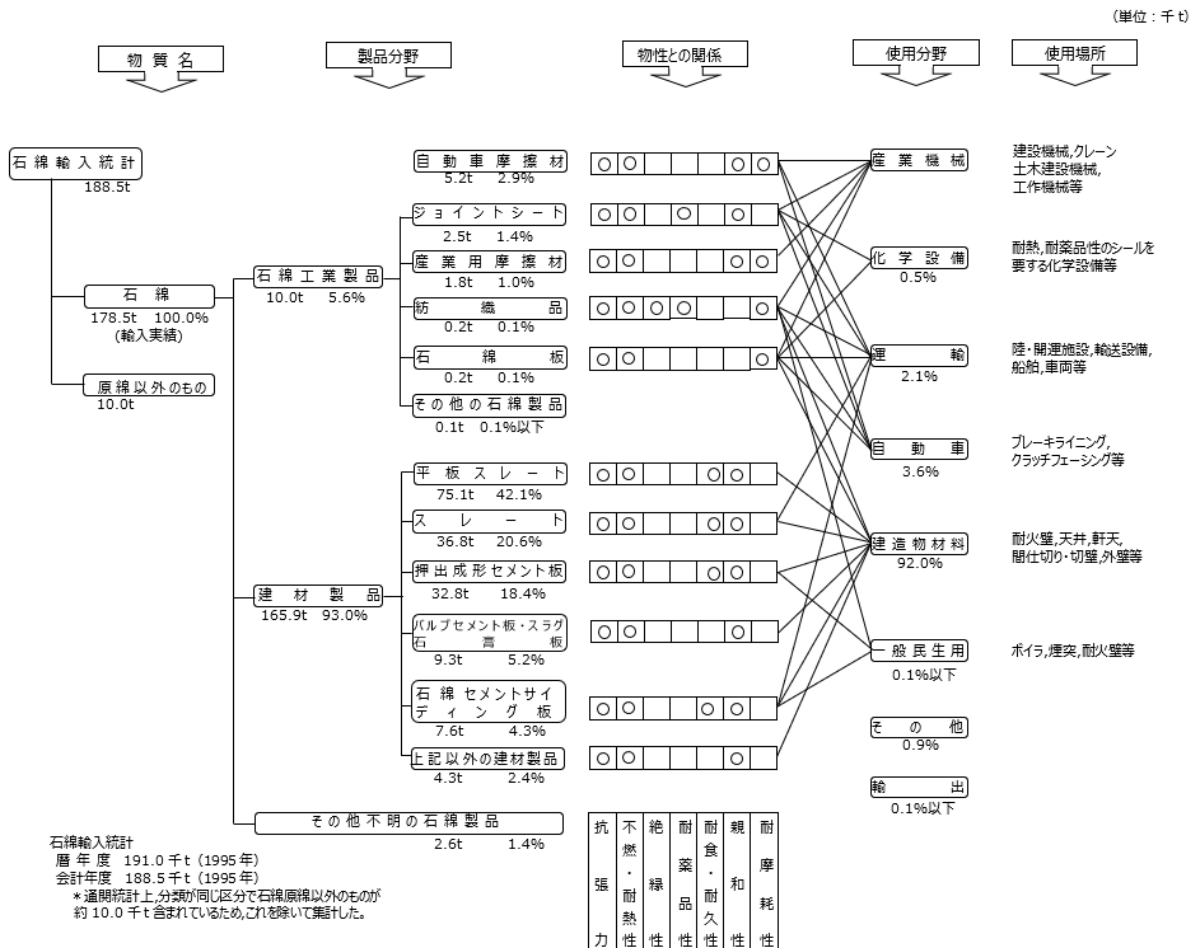 (単位:千t)
物質名
製品分野
物性との関係
使用分野
使用場所
石綿輸入統計
188.5t
石綿
178.5t 100.0%
(輸入実績)
原綿以外のもの
10.0t
石綿工業製品
10.0t 5.6%
建材製品
165.9t 93.0%
その他不明の石綿製品
2.6t 1.4%
自動車摩擦材
5.2t 2.9%
ジョイントシート
2.5t 1.4%
産業用摩擦材
1.8t 1.0%
紡織品
0.2t 0.1%
石綿板
0.2t 0.1%
その他の石綿製品
0.1t 0.1%以下
平板スレート
75.1t 42.1%
スレート
36.8t 20.6%
押出成形セメント板
32.8t 18.4%
パルプセメント板・スラグ
石膏板
9.3t 5.2%
石綿セメントサイ
ディング板
7.6t 4.3%
上記以外の建材製品
4.3t 2.4%
抗張力
不燃・耐熱性
絶縁性
耐薬品性
耐食・耐久性
親和性
耐摩耗性
産業機械
建設機械,クレーン
土木建設機械,
工作機械等
化学設備
0.5%
耐熱,耐薬品性のシールを
要する化学設備等
運輸
2.1%
陸・開運施設,輸送設備,
船舶,車両等
自動車
3.6%
ブレーキライニング,
クラッチフェーシング等
建造物材料
92.0%
耐火壁,天井,軒天,
間仕切り・切壁,外壁等
一般民生用
0.1%以下
ボイラ,煙突,耐火壁等
その他
0.9%
輸出
0.1%以下
石綿輸入統計
暦年度 191.0千t (1995年)
会計年度 188.5千t (1995年)
*通関統計上,分類が同じ区分で石綿原綿以外のものが
約10.0千t含まれているため,これを除いて集計した。